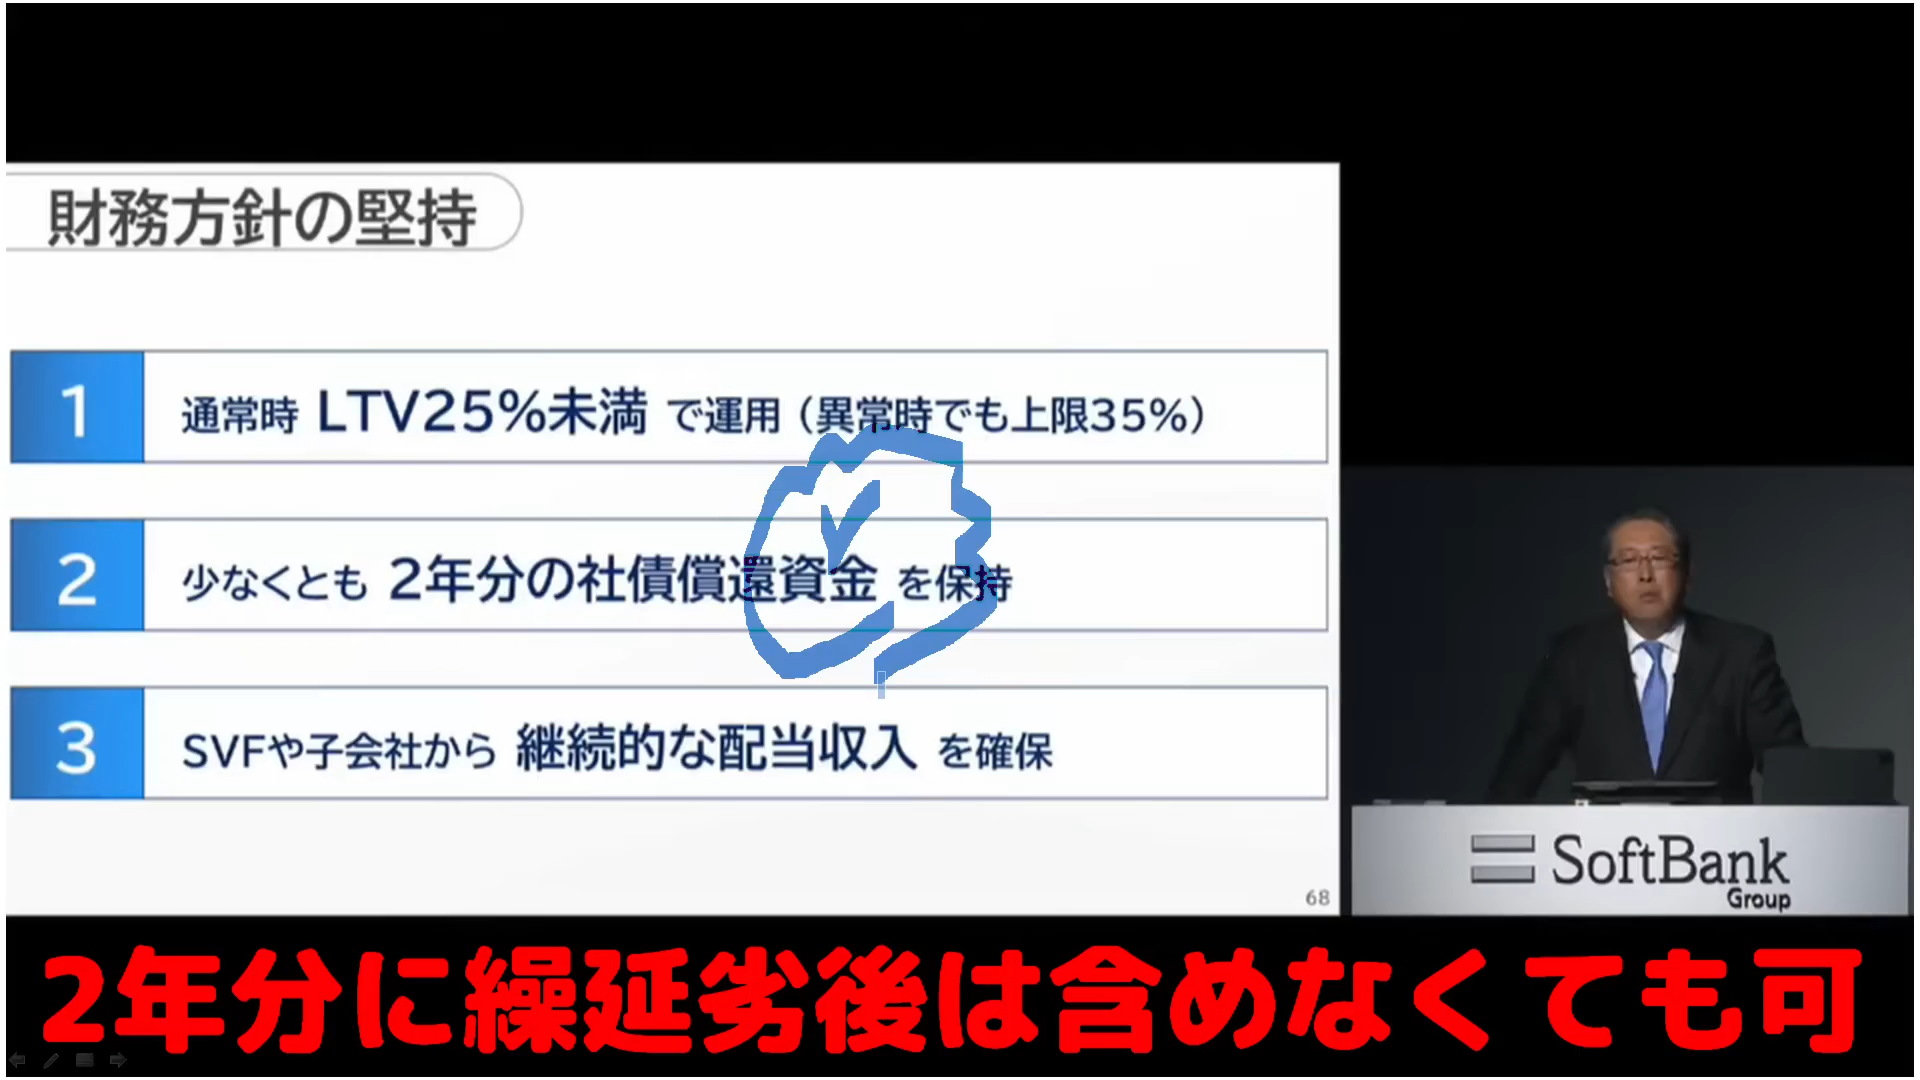 財務方針の堅持
1 通常時 LTV25%未満 で運用（異常時でも上限35%）
2 少なくとも 2年分の社債償還資金 を保持
3 SVFや子会社から 継続的な配当収入 を確保
68
SoftBank
Group
2年分に繰延劣後は含めなくても可